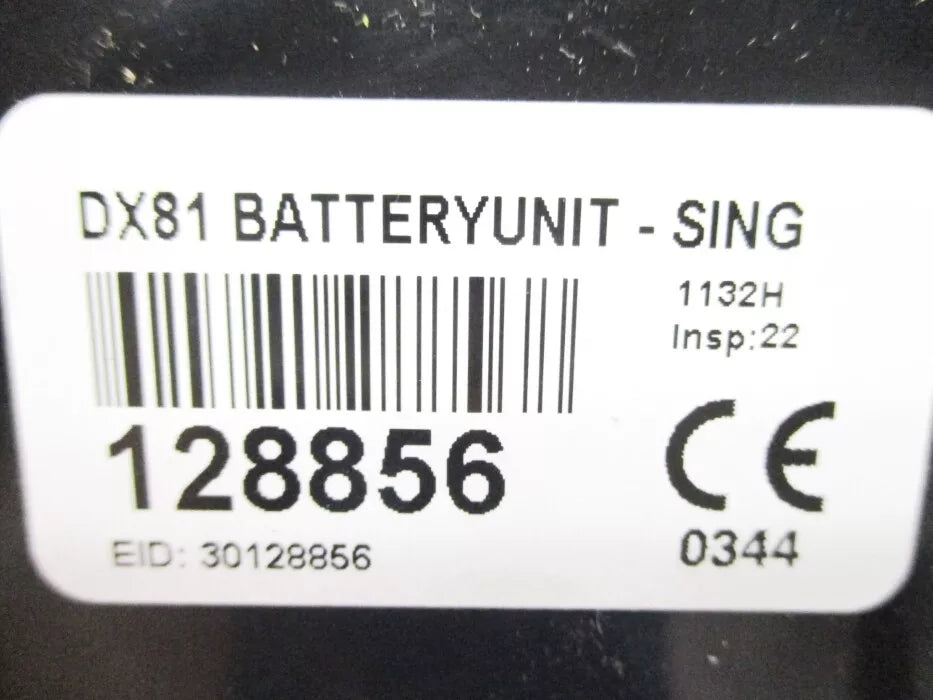 DX81 BATTERYUNIT - SING
1132H
Insp:22
128856
CE
EID: 30128856
0344